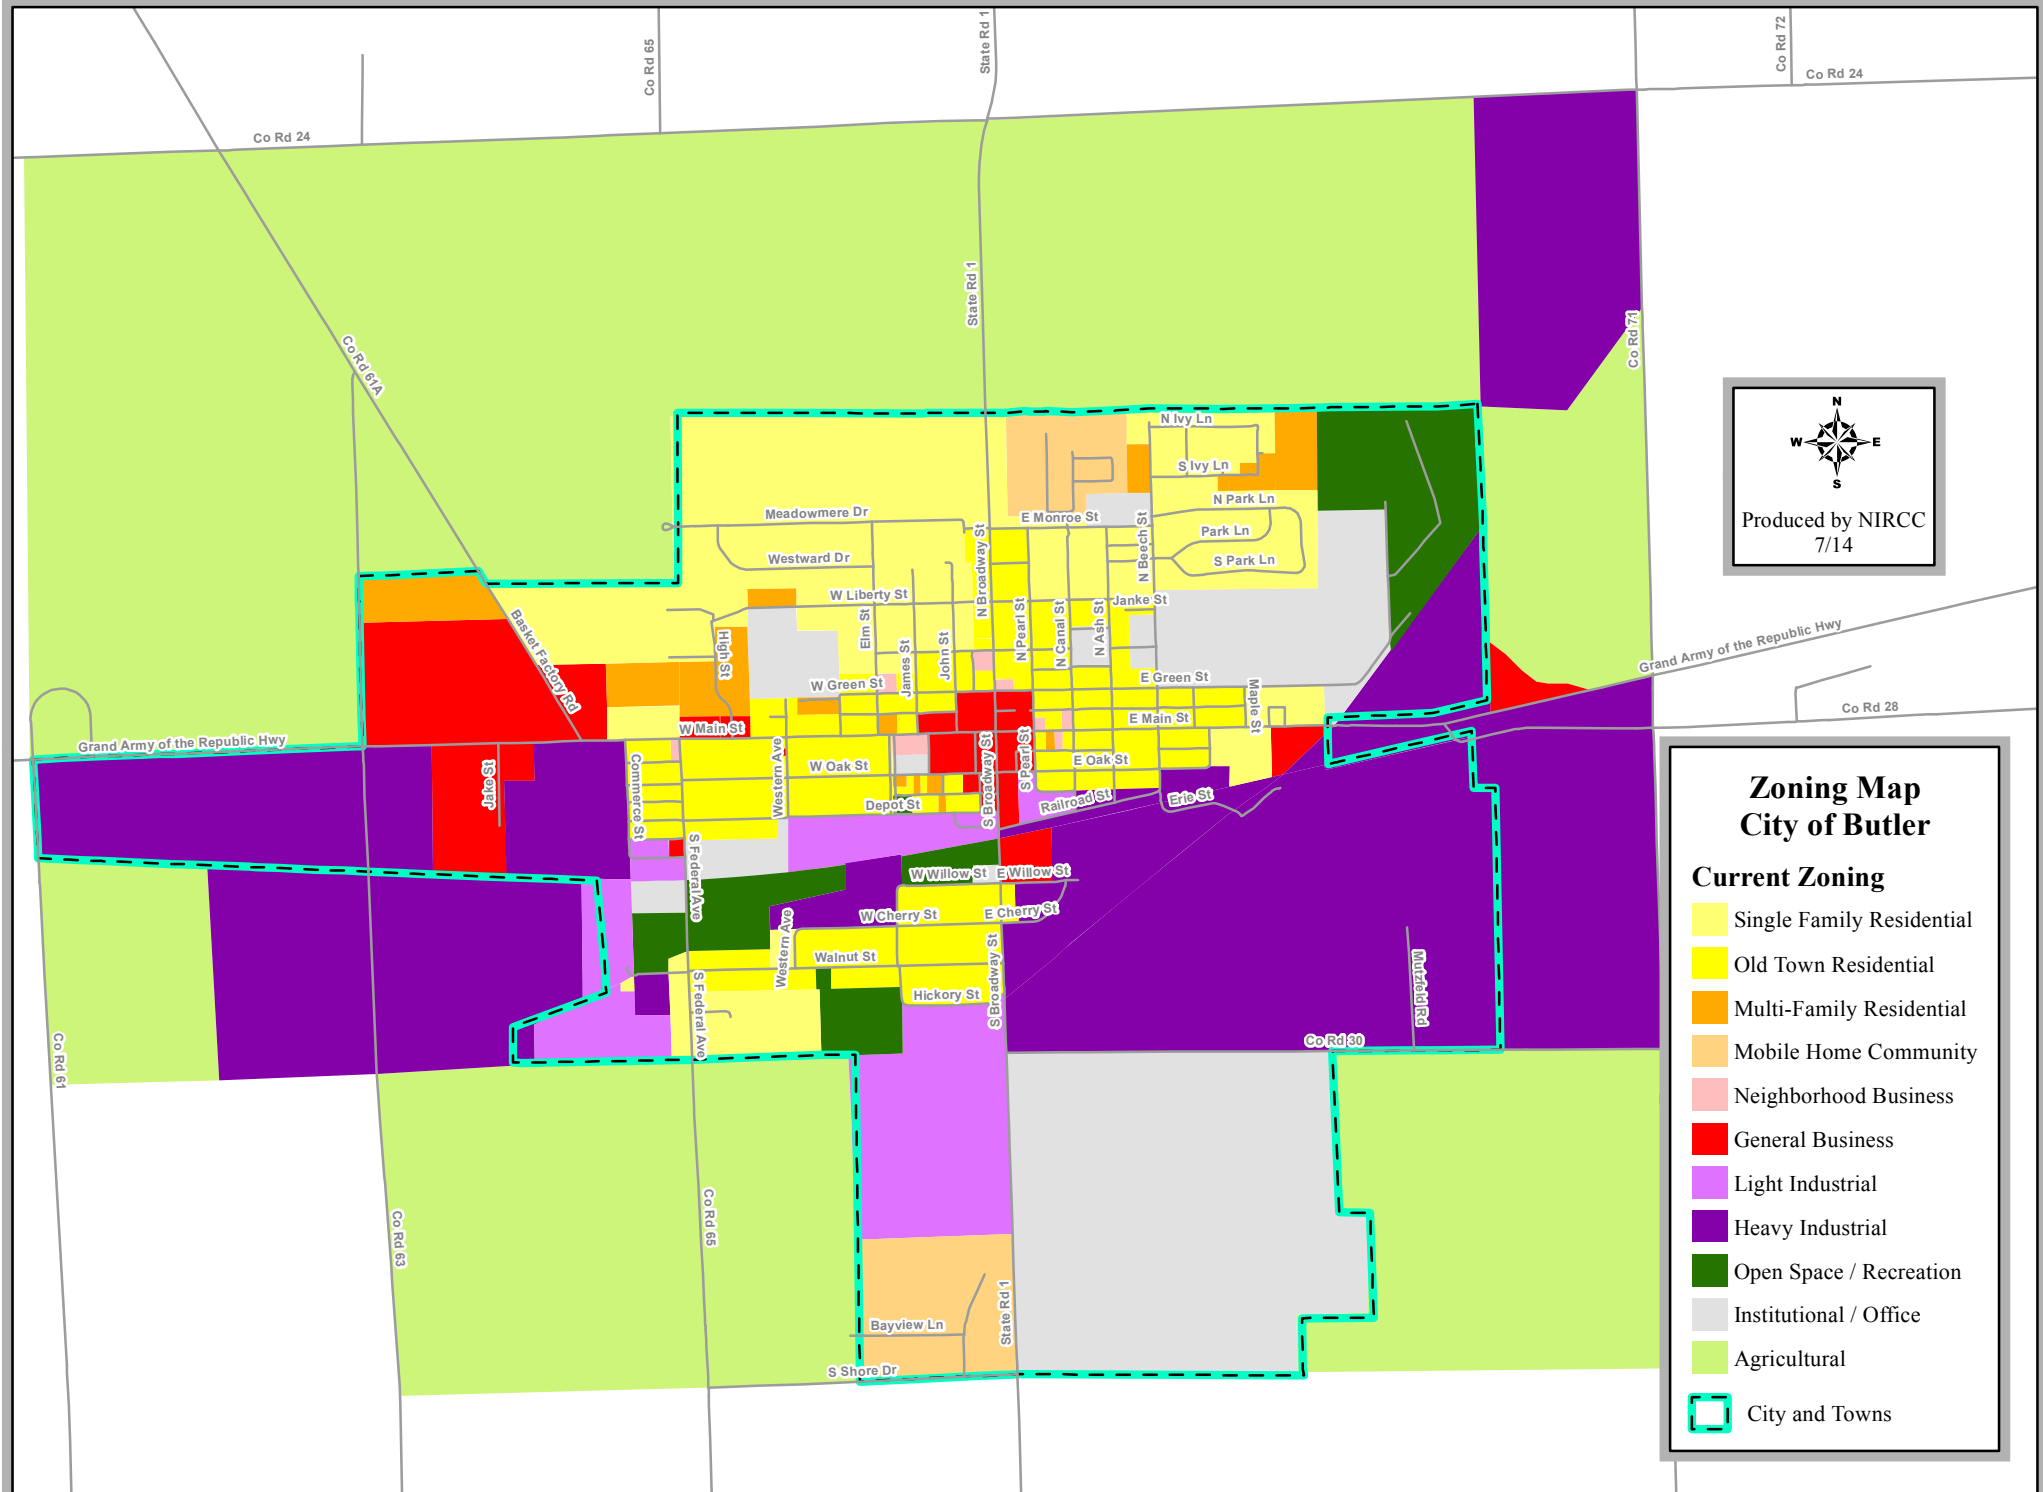 Co Rd 65
State Rd 1
Co Rd 72
Co Rd 24
Co Rd 24
State Rd 1
Co Rd 71
Co Rd 61A
N
W E
S
Produced by NIRCC
7/14
N Ivy Ln
S Ivy Ln
N Park Ln
Meadowmere Dr
E Monroe St
Park Ln
Westward Dr
N Broadway St
N Beech St
S Park Ln
W Liberty St
Janke St
Basket Factory Rd
High St
Elm St
James St
John St
N Pearl St
N Canal St
N Ash St
Grand Army of the Republic Hwy
W Green St
E Green St
Maple St
W Main St
E Main St
Co Rd 28
Grand Army of the Republic Hwy
Jake St
Commerce St
Western Ave
W Oak St
S Broadway St
S Pearl St
E Oak St
Depot St
Railroad St
Erie St
S Federal Ave
W Willow St
E Willow St
Western Ave
W Cherry St
E Cherry St
Walnut St
S Federal Ave
Hickory St
S Broadway St
Mutzfeld Rd
Co Rd 61
Co Rd 30
Co Rd 63
Co Rd 65
State Rd 1
Bayview Ln
S Shore Dr
Zoning Map
City of Butler
Current Zoning
Single Family Residential
Old Town Residential
Multi-Family Residential
Mobile Home Community
Neighborhood Business
General Business
Light Industrial
Heavy Industrial
Open Space / Recreation
Institutional / Office
Agricultural
City and Towns